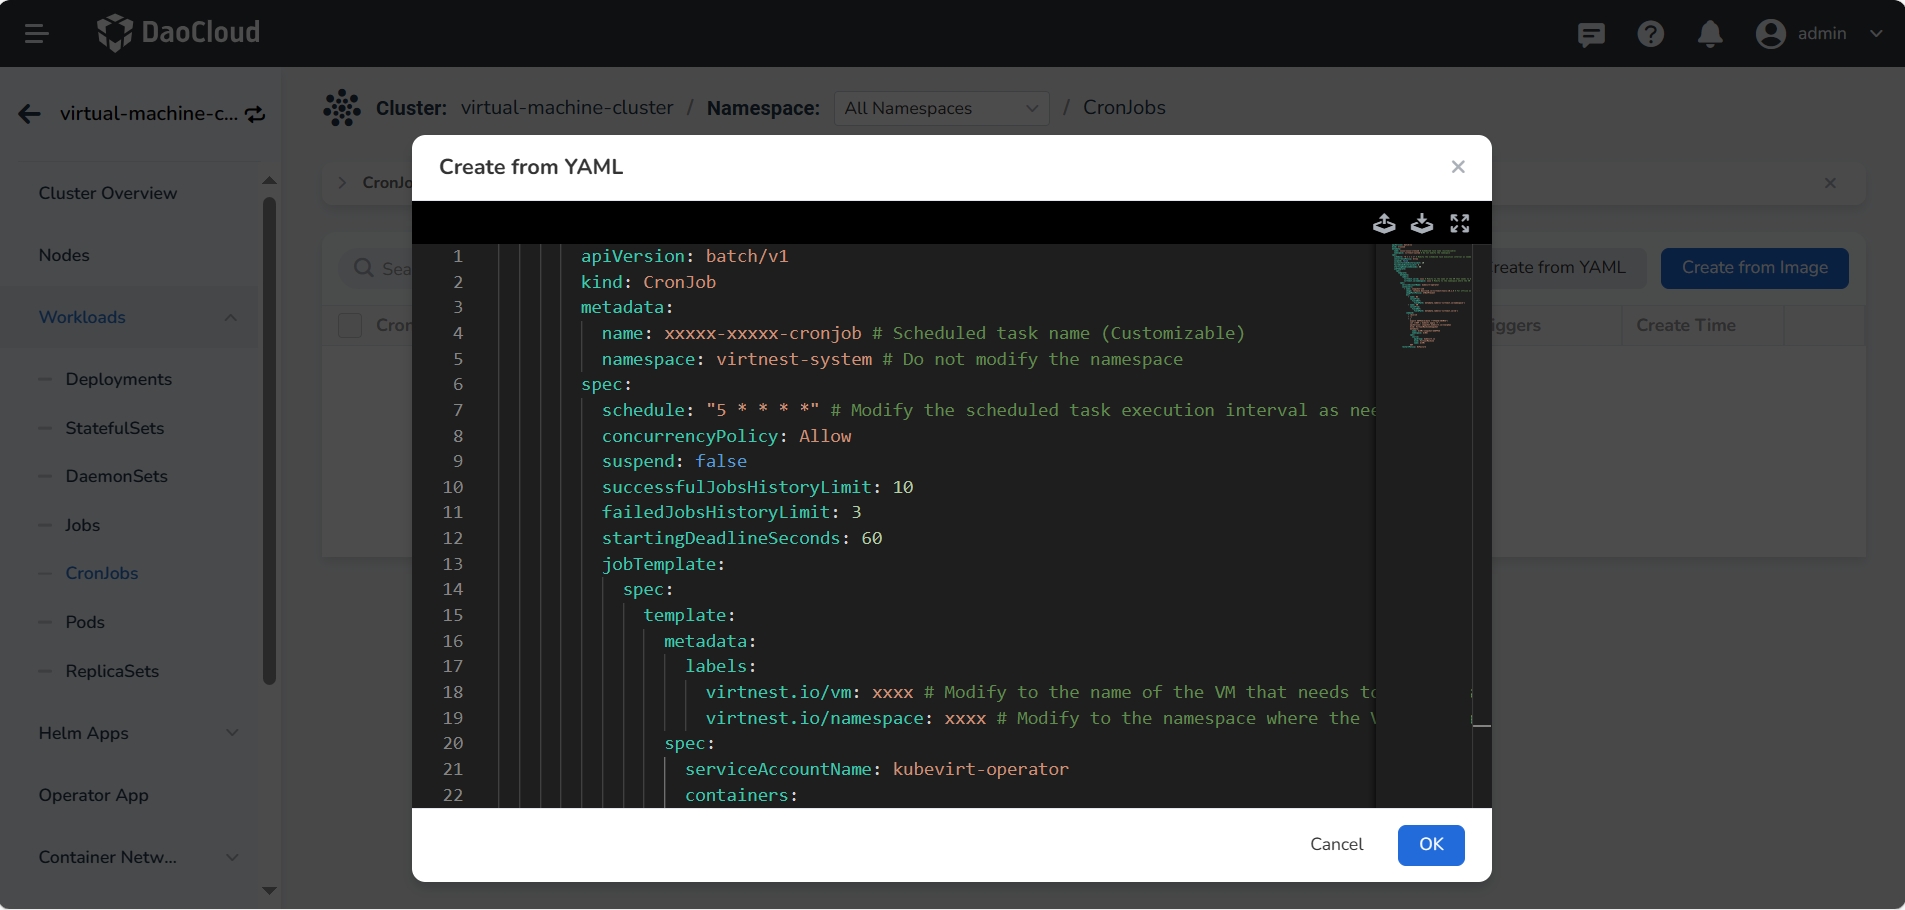 DaoCloud
admin
virtual-machine-c...
Cluster: virtual-machine-cluster / Namespace: All Namespaces / CronJobs
Cluster Overview
Nodes
Workloads
Deployments
StatefulSets
DaemonSets
Jobs
CronJobs
Pods
ReplicaSets
Helm Apps
Operator App
Container Netw...
Create from YAML
Create from Image
Create Time
Create from YAML
1 apiVersion: batch/v1
2 kind: CronJob
3 metadata:
4 name: xxxxx-xxxxx-cronjob # Scheduled task name (Customizable)
5 namespace: virtnest-system # Do not modify the namespace
6 spec:
7 schedule: "5 * * * *" # Modify the scheduled task execution interval as nee
8 concurrencyPolicy: Allow
9 suspend: false
10 successfulJobsHistoryLimit: 10
11 failedJobsHistoryLimit: 3
12 startingDeadlineSeconds: 60
13 jobTemplate:
14 spec:
15 template:
16 metadata:
17 labels:
18 virtnest.io/vm: xxxx # Modify to the name of the VM that needs to
19 virtnest.io/namespace: xxxx # Modify to the namespace where the V
20 spec:
21 serviceAccountName: kubevirt-operator
22 containers:
Cancel
OK